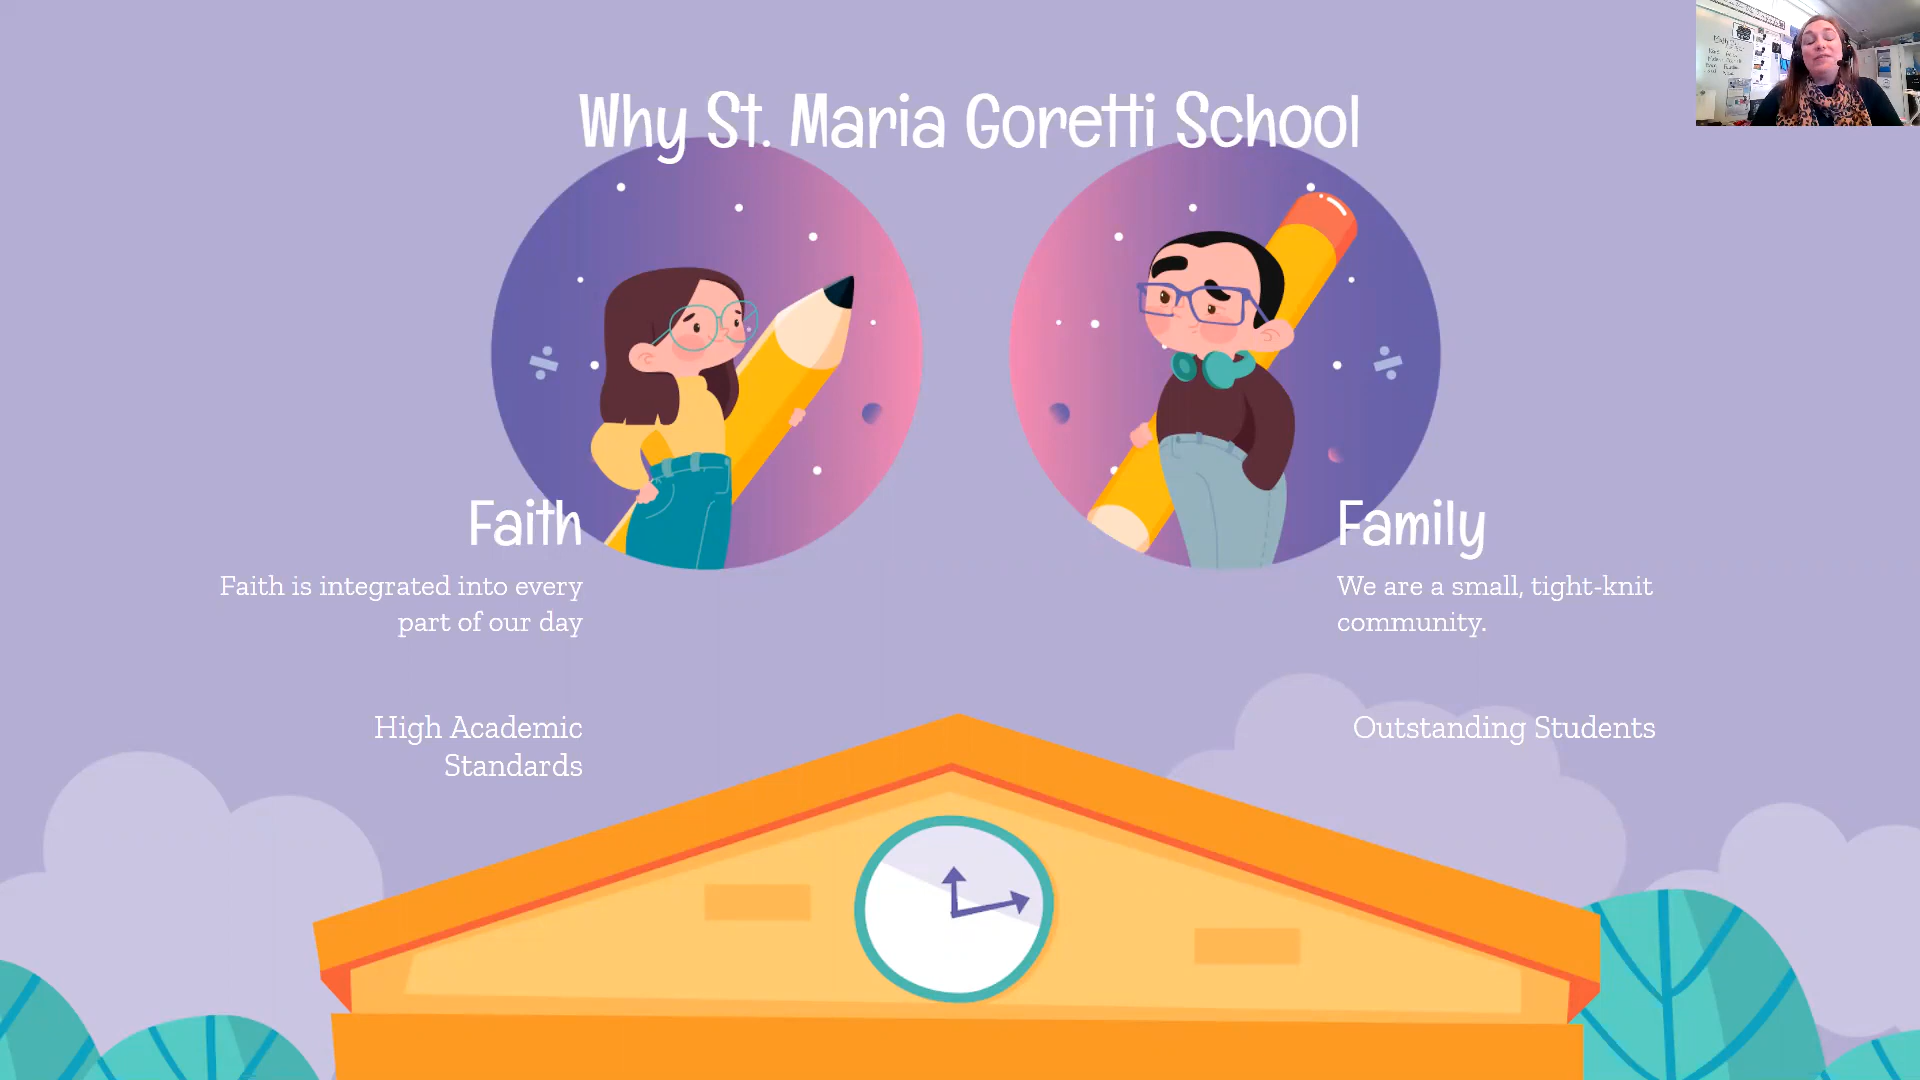 Why St. Maria Goretti School
Faith
Faith is integrated into every
part of our day
High Academic
Standards
Family
We are a small, tight-knit
community.
Outstanding Students